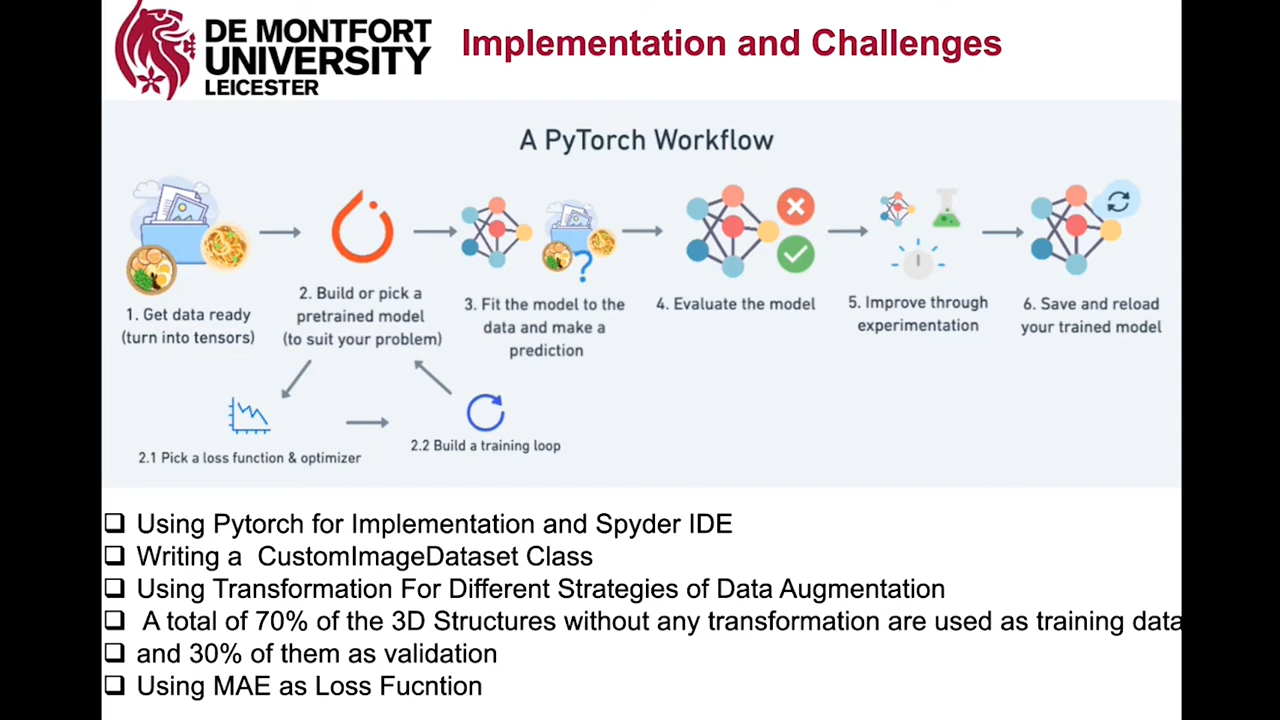 DE MONTFORT
UNIVERSITY
LEICESTER
Implementation and Challenges
A PyTorch Workflow
1. Get data ready
(turn into tensors)
2. Build or pick a
pretrained model
(to suit your problem)
3. Fit the model to the
data and make a
prediction
4. Evaluate the model
5. Improve through
experimentation
6. Save and reload
your trained model
2.1 Pick a loss function & optimizer
2.2 Build a training loop
Using Pytorch for Implementation and Spyder IDE
Writing a CustomImageDataset Class
Using Transformation For Different Strategies of Data Augmentation
A total of 70% of the 3D Structures without any transformation are used as training data
and 30% of them as validation
Using MAE as Loss Fucntion